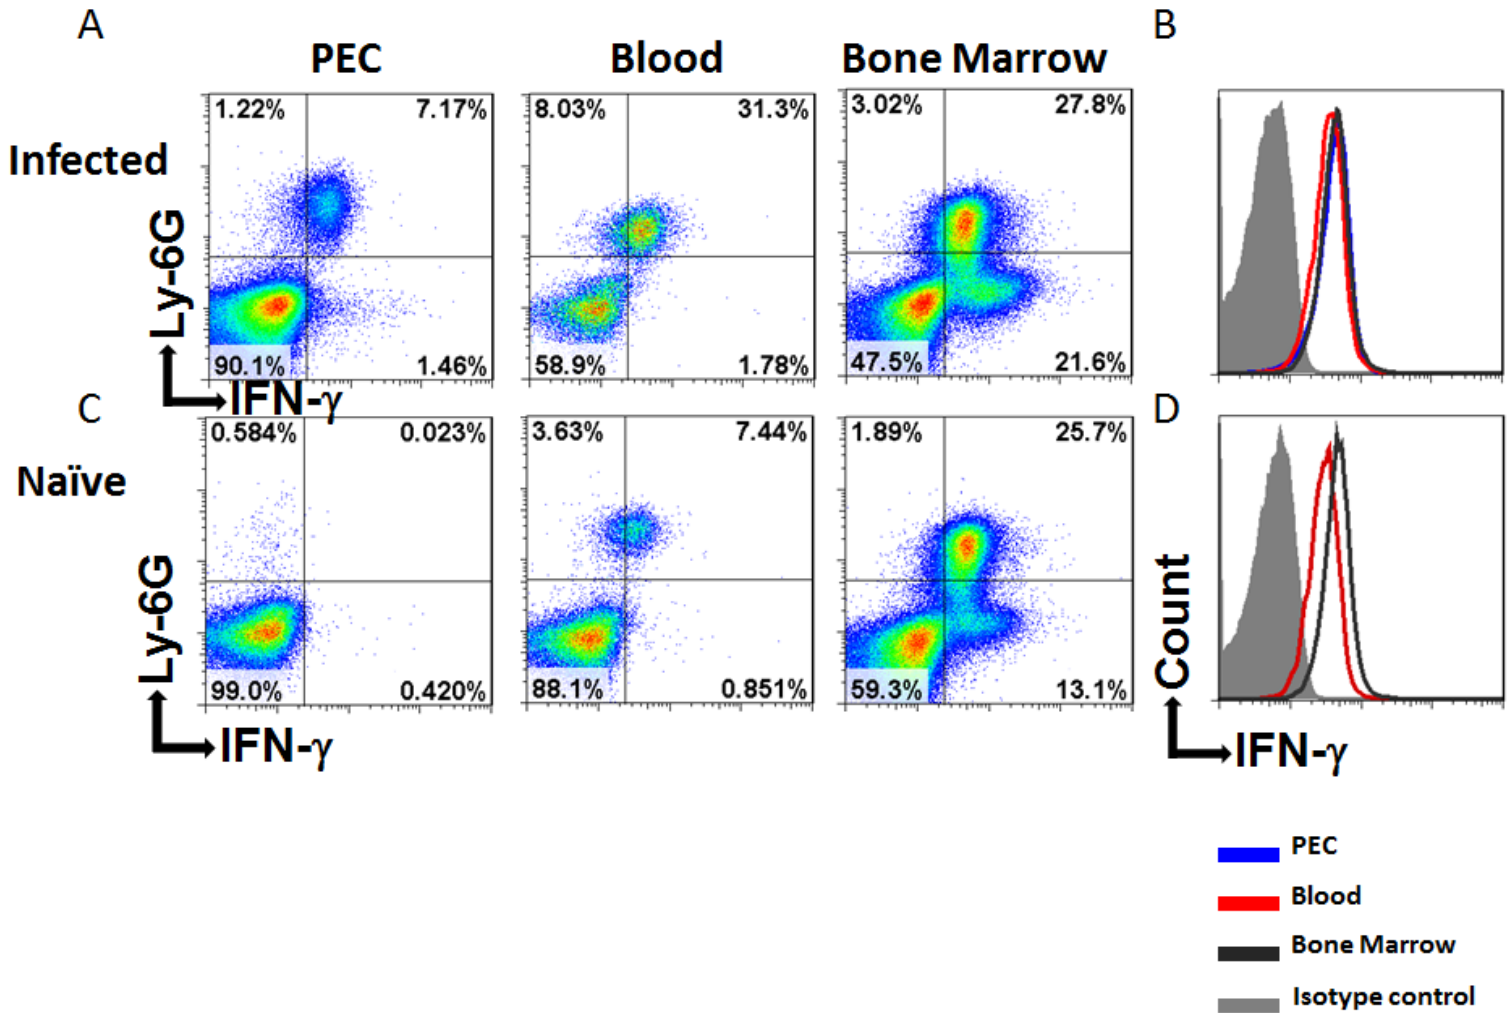 A
B
PEC
Blood
Bone Marrow
Infected
1.22%
7.17%
8.03%
31.3%
3.02%
27.8%
Ly-6G
90.1%
1.46%
58.9%
1.78%
47.5%
21.6%
IFN-γ
C
D
Naïve
0.584%
0.023%
3.63%
7.44%
1.89%
25.7%
Ly-6G
99.0%
0.420%
88.1%
0.851%
59.3%
13.1%
Count
IFN-γ
IFN-γ
PEC
Blood
Bone Marrow
Isotype control